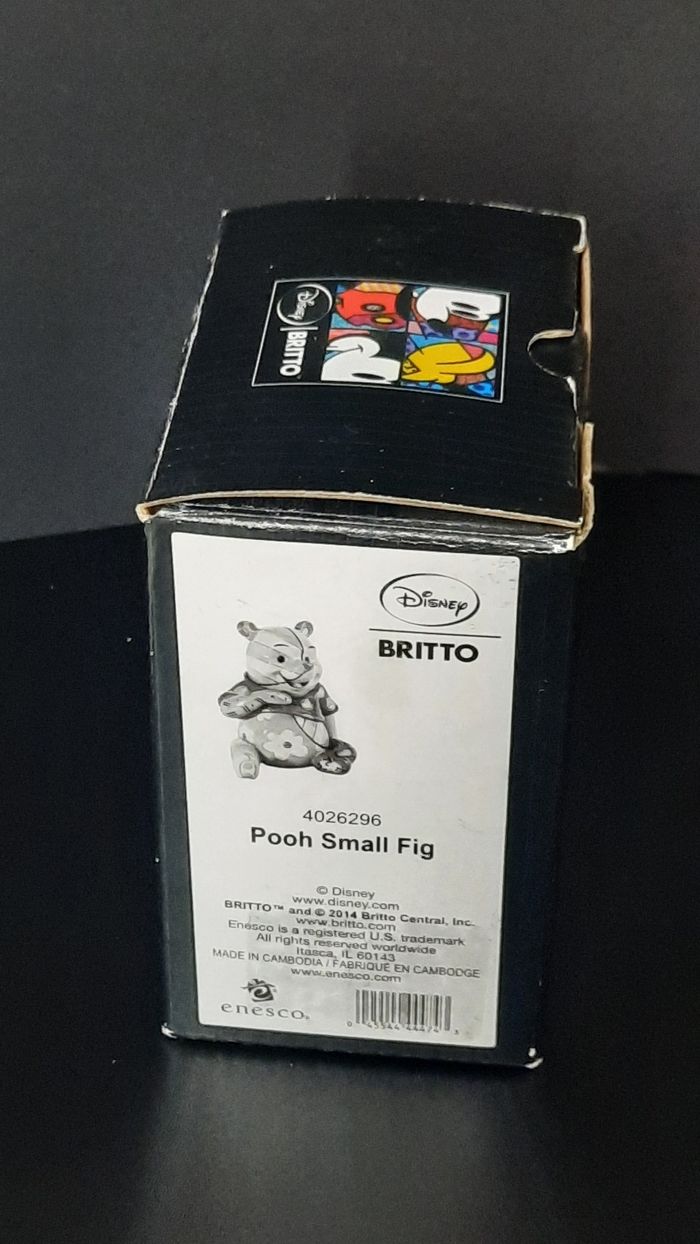 Disney | BRITTO™
Disney
BRITTO
4026296
Pooh Small Fig
© Disney
www.disney.com
BRITTO™ and © 2014 Britto Central, Inc.
www.britto.com
Enesco is a registered U.S. trademark
All rights reserved worldwide
Itasca, IL 60143
MADE IN CAMBODIA / FABRIQUÉ EN CAMBODGE
www.enesco.com
enesco®